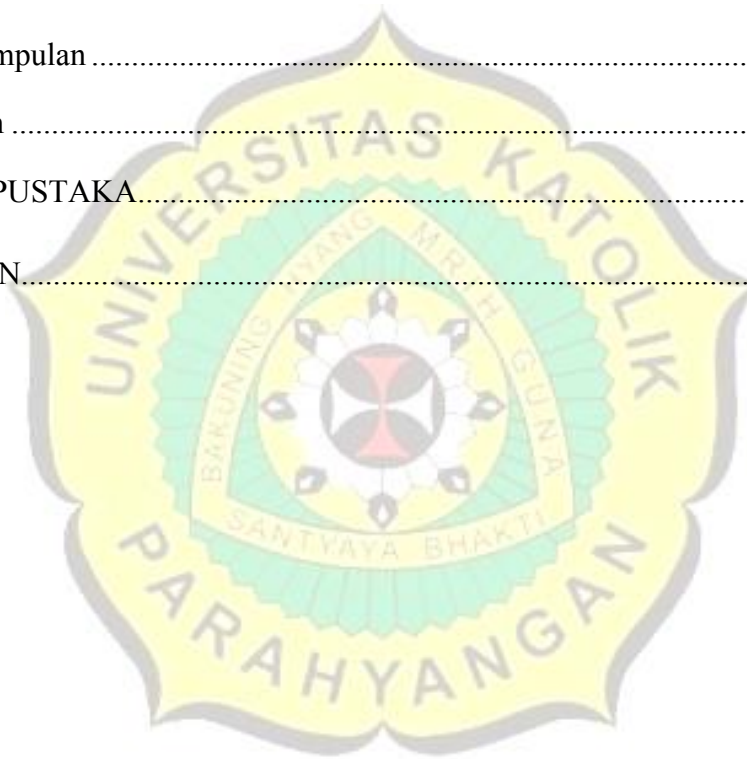 mpulan ...............................................................................................
n ...............................................................................................
PUSTAKA...............................................................................................
N...............................................................................................
UNIVERSITAS KATOLIK
PARAHYANGAN
BAKUNING HYANG MRIH GUNA
SANTYAYA BHAKTI